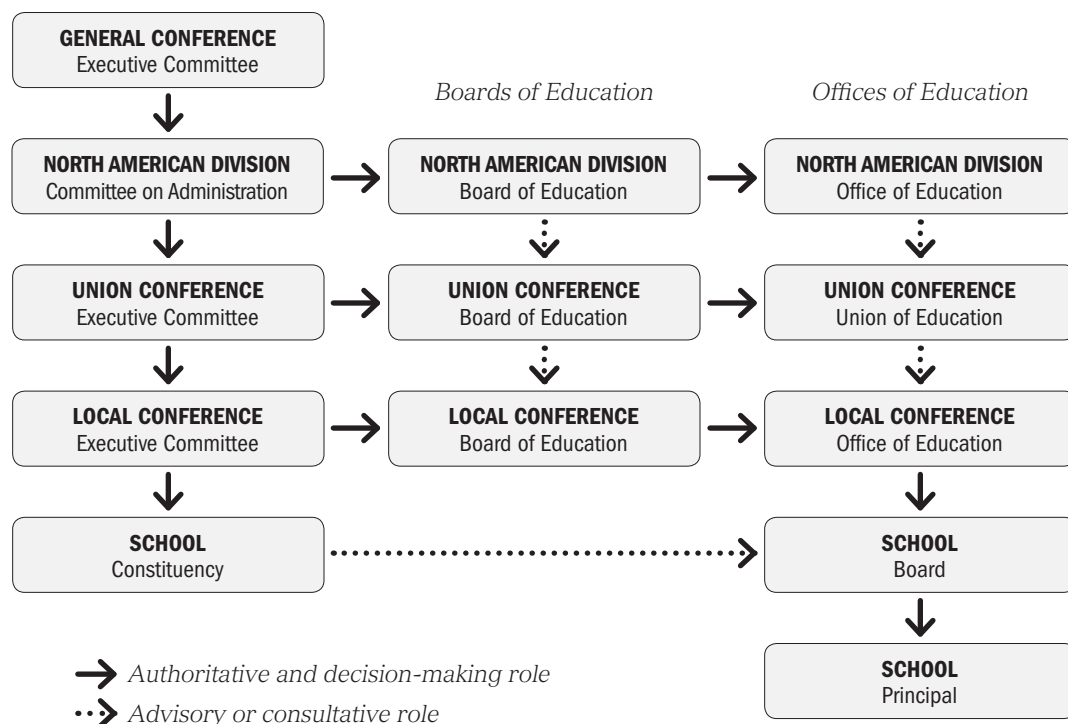 GENERAL CONFERENCE
Executive Committee
Boards of Education
Offices of Education
NORTH AMERICAN DIVISION
Committee on Administration
NORTH AMERICAN DIVISION
Board of Education
NORTH AMERICAN DIVISION
Office of Education
UNION CONFERENCE
Executive Committee
UNION CONFERENCE
Board of Education
UNION CONFERENCE
Union of Education
LOCAL CONFERENCE
Executive Committee
LOCAL CONFERENCE
Board of Education
LOCAL CONFERENCE
Office of Education
SCHOOL
Constituency
SCHOOL
Board
SCHOOL
Principal
Authoritative and decision-making role
Advisory or consultative role